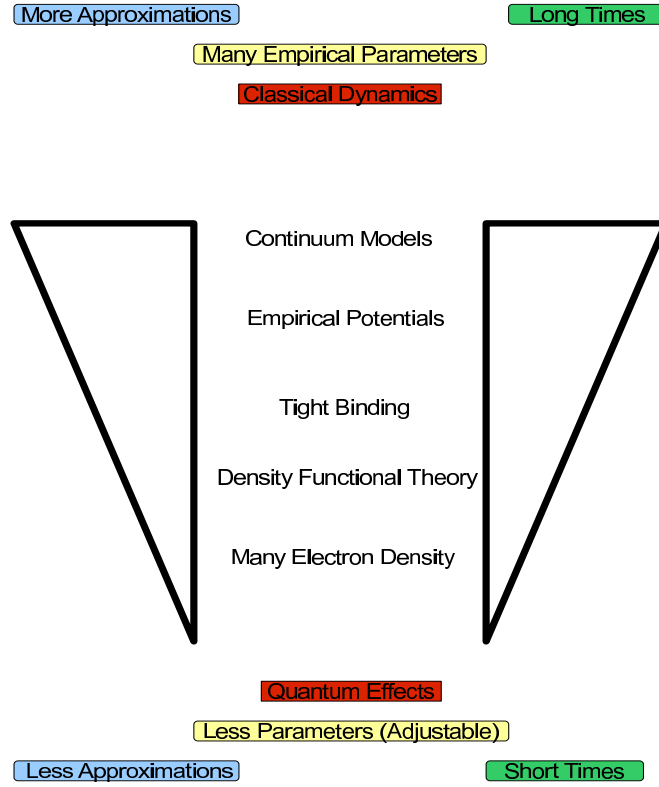 More Approximations
Long Times
Many Empirical Parameters
Classical Dynamics
Continuum Models
Empirical Potentials
Tight Binding
Density Functional Theory
Many Electron Density
Quantum Effects
Less Parameters (Adjustable)
Less Approximations
Short Times